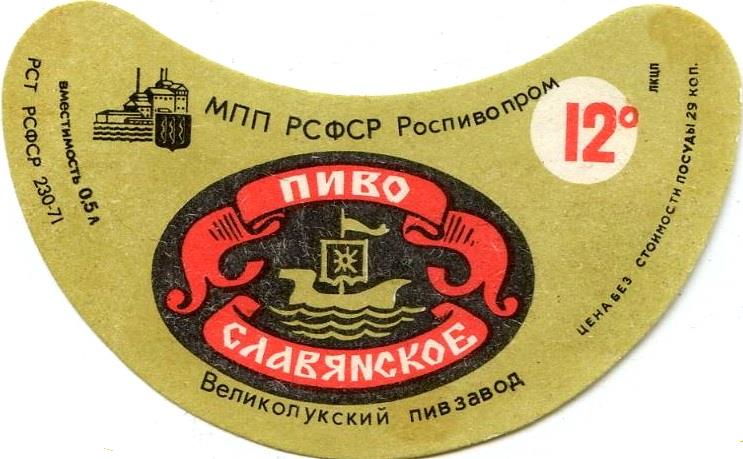 РСТ РСФСР 230-71
вместимость 0,5 л
МПП РСФСР Роспивопром
12°
ЛКЦП
ЦЕНА БЕЗ СТОИМОСТИ ПОСУДЫ 29 КОП.
ПИВО
СЛАВЯНСКОЕ
Великолукский пивзавод